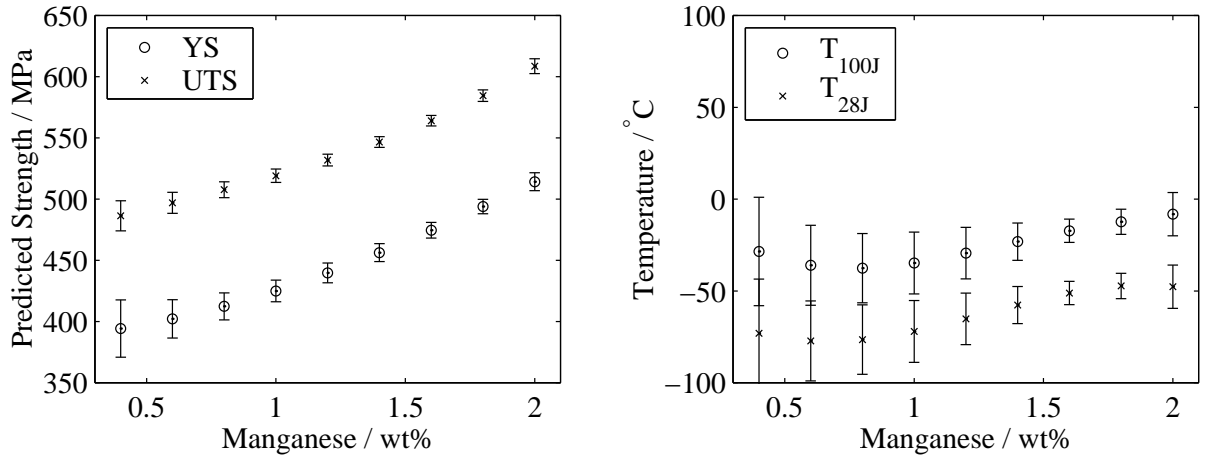 650
600
550
500
450
400
350
Predicted Strength / MPa
YS
UTS
0.5 1 1.5 2
Manganese / wt%
100
50
0
−50
−100
Temperature / °C
T100J
T28J
0.5 1 1.5 2
Manganese / wt%